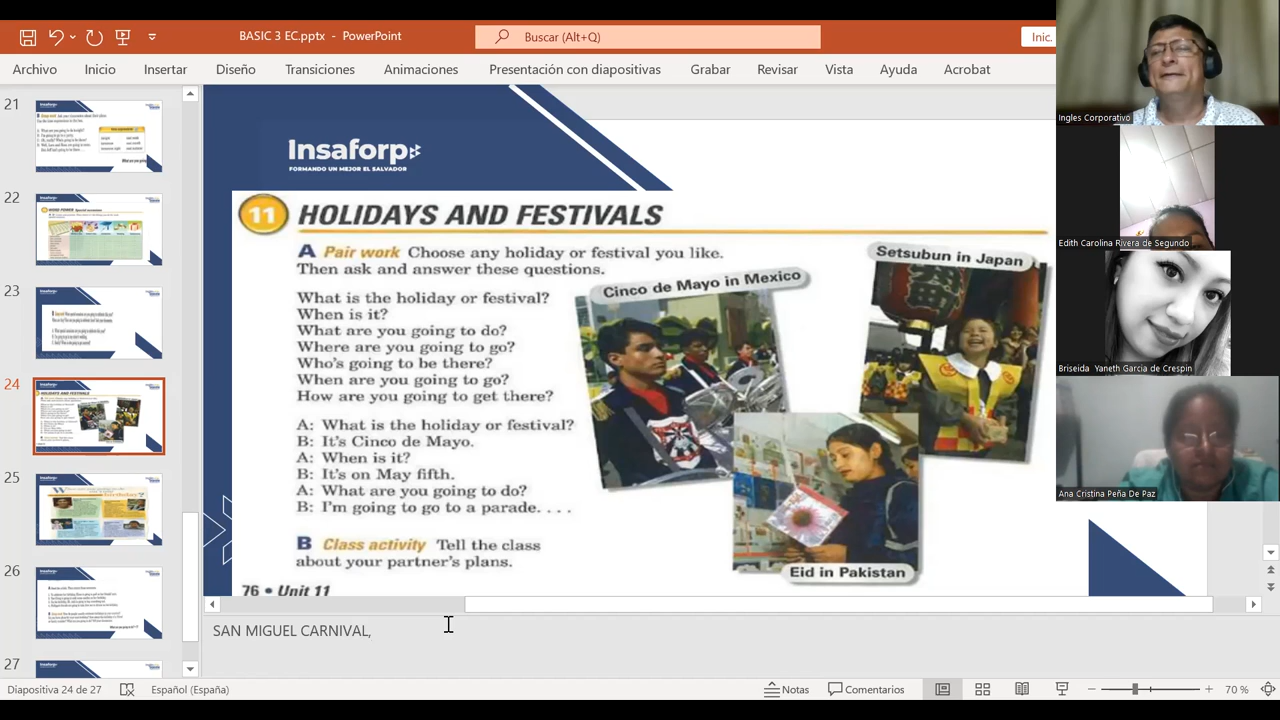 BASIC 3 EC.pptx - PowerPoint
Buscar (Alt+Q)
Inic.
Archivo Inicio Insertar Diseño Transiciones Animaciones Presentación con diapositivas Grabar Revisar Vista Ayuda Acrobat
21
22
23
24
25
26
27
Insaforp
FORMANDO UN MEJOR EL SALVADOR
11 HOLIDAYS AND FESTIVALS
A Pair work Choose any holiday or festival you like.
Then ask and answer these questions.
What is the holiday or festival?
When is it?
What are you going to do?
Where are you going to go?
Who's going to be there?
When are you going to go?
How are you going to get there?
A: What is the holiday or festival?
B: It's Cinco de Mayo.
A: When is it?
B: It's on May fifth.
A: What are you going to do?
B: I'm going to go to a parade. . . .
B Class activity Tell the class
about your partner's plans.
76 • Unit 11
Cinco de Mayo in Mexico
Setsubun in Japan
Eid in Pakistan
SAN MIGUEL CARNIVAL,
Diapositiva 24 de 27
Español (España)
Notas
Comentarios
70 %
Ingles Corporativo
Edith Carolina Rivera de Segundo
Briseida Yaneth Garcia de Crespin
Ana Cristina Peña De Paz